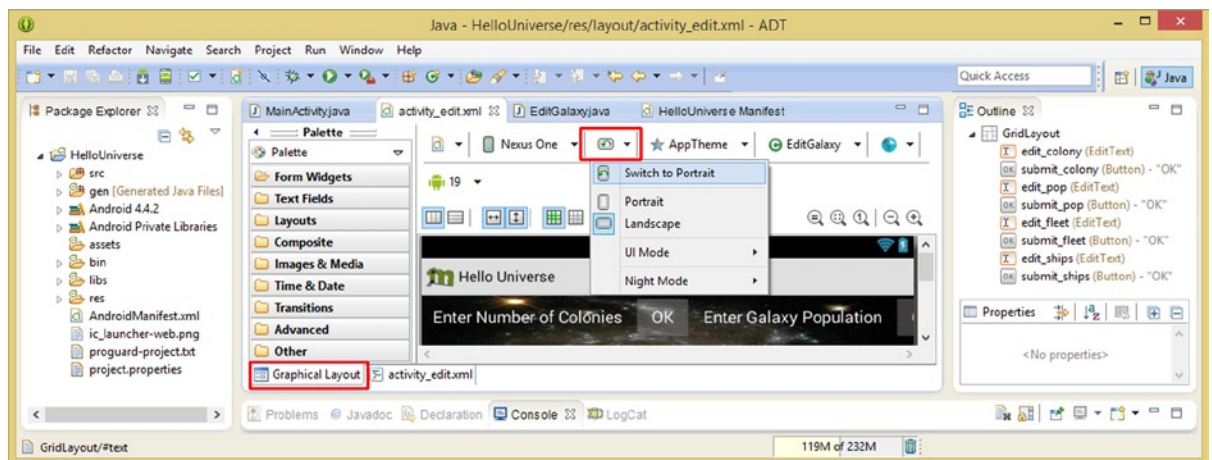 Java - HelloUniverse/res/layout/activity_edit.xml - ADT
File Edit Refactor Navigate Search Project Run Window Help
Quick Access
Java
Package Explorer
HelloUniverse
src
gen [Generated Java Files]
Android 4.4.2
Android Private Libraries
assets
bin
libs
res
AndroidManifest.xml
ic_launcher-web.png
proguard-project.txt
project.properties
MainActivity.java
activity_edit.xml
EditGalaxy.java
HelloUniverse Manifest
Palette
Palette
Form Widgets
Text Fields
Layouts
Composite
Images & Media
Time & Date
Transitions
Advanced
Other
Nexus One
AppTheme
EditGalaxy
19
Switch to Portrait
Portrait
Landscape
UI Mode
Night Mode
Hello Universe
Enter Number of Colonies OK Enter Galaxy Population
Graphical Layout
activity_edit.xml
Outline
GridLayout
edit_colony (EditText)
OK submit_colony (Button) - "OK"
edit_pop (EditText)
OK submit_pop (Button) - "OK"
edit_fleet (EditText)
OK submit_fleet (Button) - "OK"
edit_ships (EditText)
OK submit_ships (Button) - "OK"
Properties
<No properties>
Problems @ Javadoc Declaration Console LogCat
GridLayout/#text
119M of 232M